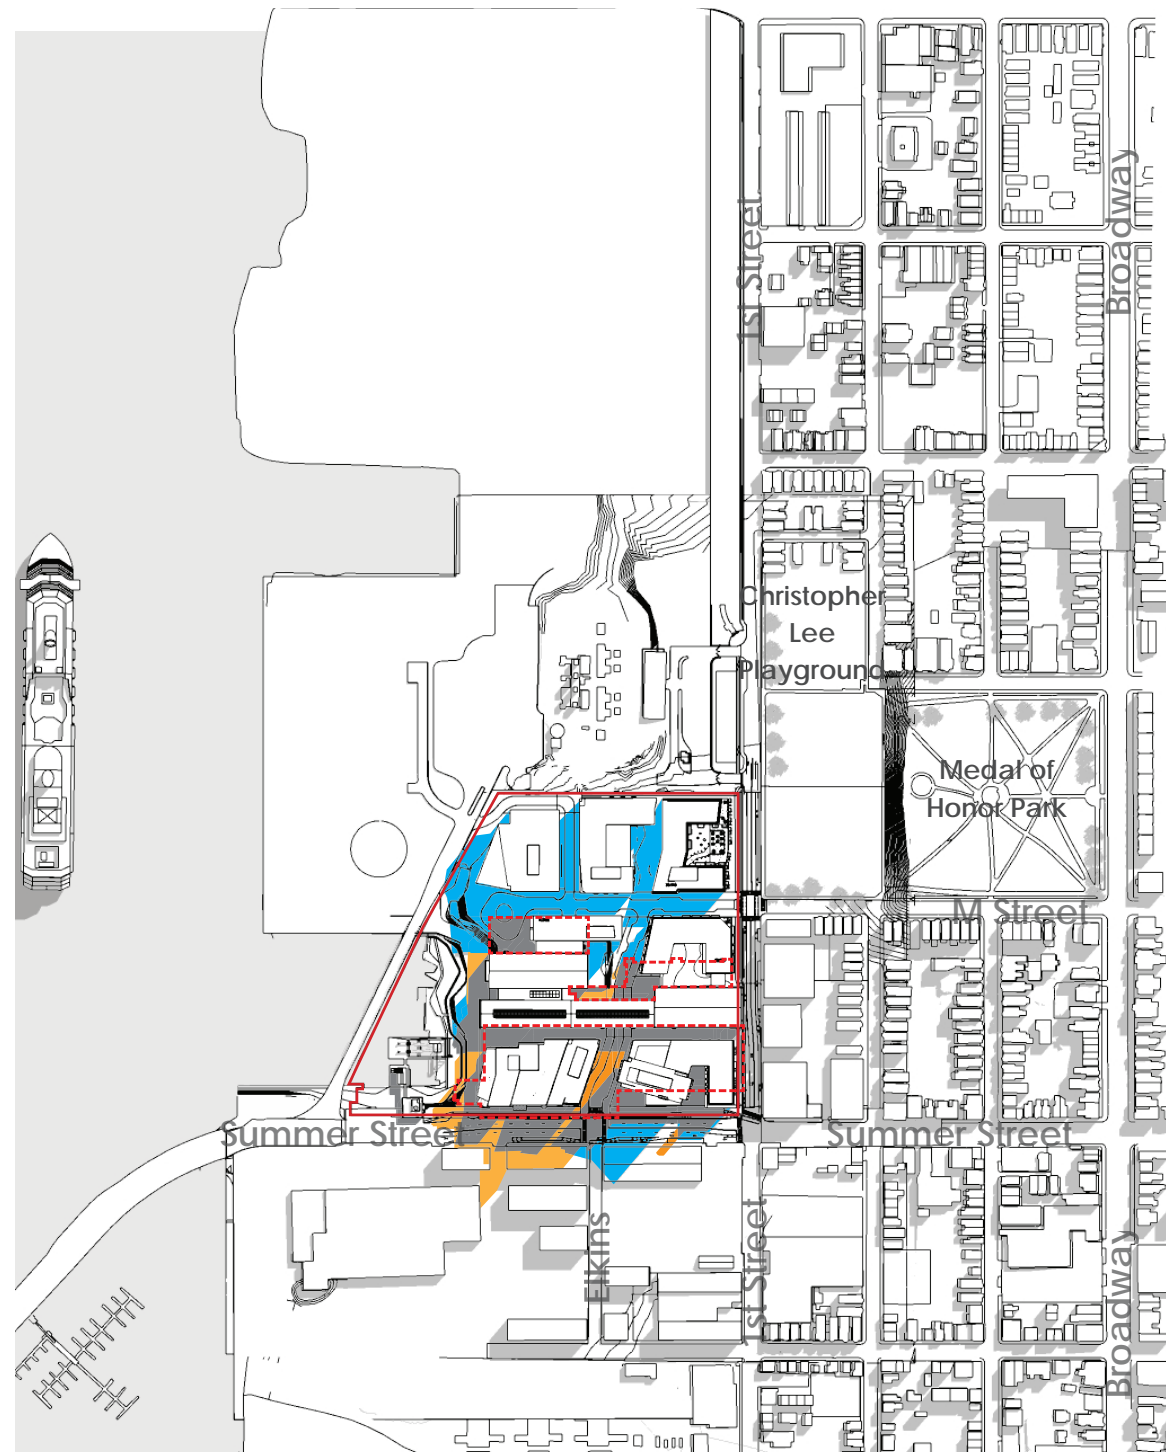 Broadway
1st Street
Christopher
Lee
Playground
Medal of
Honor Park
M Street
Summer Street
Summer Street
Elkins
1st Street
Broadway